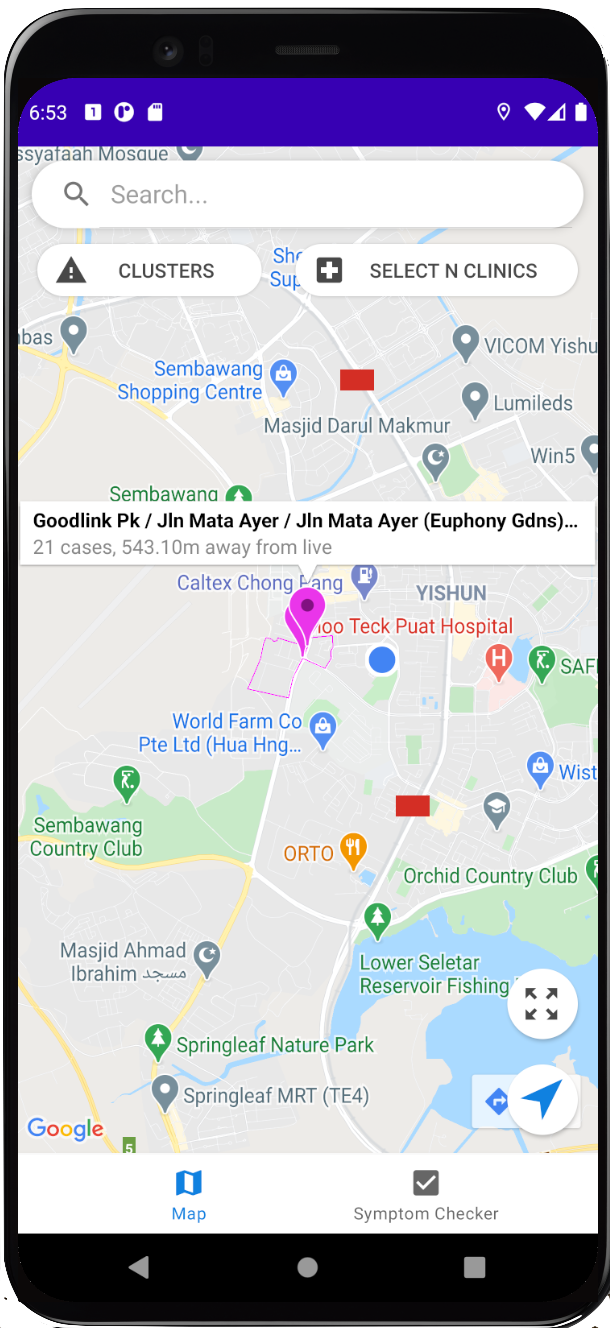 6:53
1
ssyafaah Mosque
Search...
CLUSTERS
SELECT N CLINICS
She
Sup
nbas
VICOM Yishu
Sembawang
Shopping Centre
Lumileds
Masjid Darul Makmur
Win5
Sembawang
Goodlink Pk / Jln Mata Ayer / Jln Mata Ayer (Euphony Gdns)...
21 cases, 543.10m away from live
Caltex Chong Pang
YISHUN
hoo Teck Puat Hospital
H
SAF
World Farm Co
Pte Ltd (Hua Hng...
Wist
Sembawang
Country Club
ORTO
Orchid Country Club
Masjid Ahmad
Ibrahim مسجد
Lower Seletar
Reservoir Fishing
Springleaf Nature Park
Springleaf MRT (TE4)
Google
5
Map
Symptom Checker